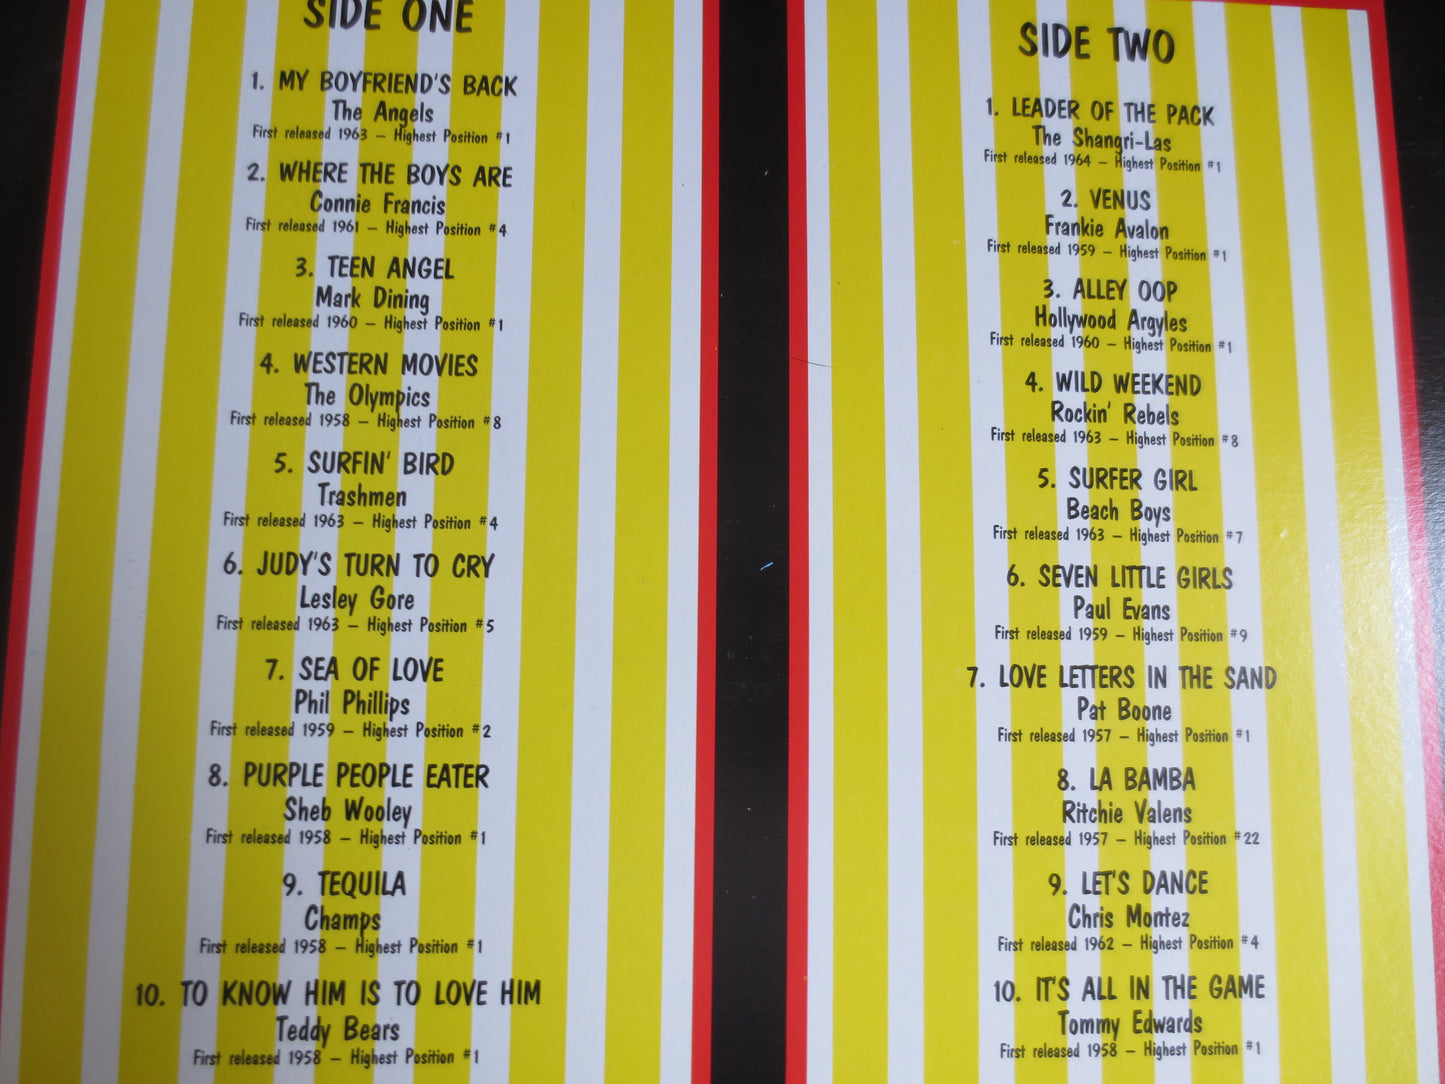 SIDE ONE
1. MY BOYFRIEND'S BACK
The Angels
First released 1963 – Highest Position #1
2. WHERE THE BOYS ARE
Connie Francis
First released 1961 – Highest Position #4
3. TEEN ANGEL
Mark Dining
First released 1960 – Highest Position #1
4. WESTERN MOVIES
The Olympics
First released 1958 – Highest Position #8
5. SURFIN' BIRD
Trashmen
First released 1963 – Highest Position #4
6. JUDY'S TURN TO CRY
Lesley Gore
First released 1963 – Highest Position #5
7. SEA OF LOVE
Phil Phillips
First released 1959 – Highest Position #2
8. PURPLE PEOPLE EATER
Sheb Wooley
First released 1958 – Highest Position #1
9. TEQUILA
Champs
First released 1958 – Highest Position #1
10. TO KNOW HIM IS TO LOVE HIM
Teddy Bears
First released 1958 – Highest Position #1
SIDE TWO
1. LEADER OF THE PACK
The Shangri-Las
First released 1964 – Highest Position #1
2. VENUS
Frankie Avalon
First released 1959 – Highest Position #1
3. ALLEY OOP
Hollywood Argyles
First released 1960 – Highest Position #1
4. WILD WEEKEND
Rockin' Rebels
First released 1963 – Highest Position #8
5. SURFER GIRL
Beach Boys
First released 1963 – Highest Position #7
6. SEVEN LITTLE GIRLS
Paul Evans
First released 1959 – Highest Position #9
7. LOVE LETTERS IN THE SAND
Pat Boone
First released 1957 – Highest Position #1
8. LA BAMBA
Ritchie Valens
First released 1957 – Highest Position #22
9. LET'S DANCE
Chris Montez
First released 1962 – Highest Position #4
10. IT'S ALL IN THE GAME
Tommy Edwards
First released 1958 – Highest Position #1